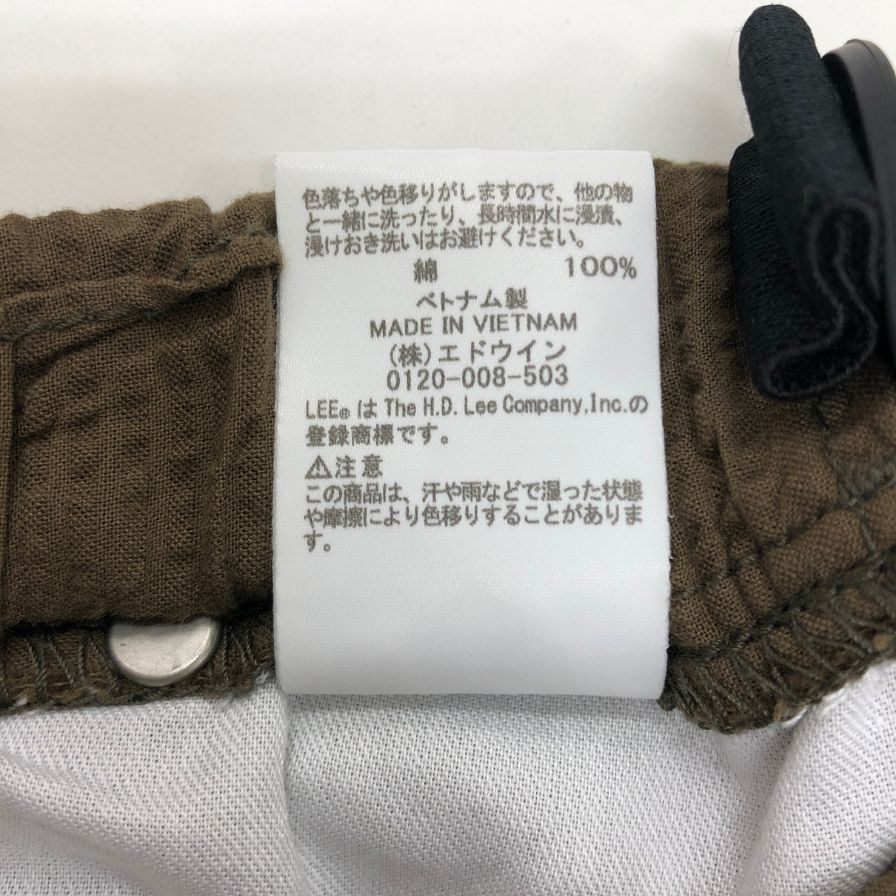 色落ちや色移りがしますので、他の物
と一緒に洗ったり、長時間水に浸漬、
浸けおき洗いはお避けください。
綿 100%
ベトナム製
MADE IN VIETNAM
(株)エドウイン
0120-008-503
LEE® は The H.D. Lee Company,Inc.の
登録商標です。
⚠注意
この商品は、汗や雨などで湿った状態
や摩擦により色移りすることがありま
す。